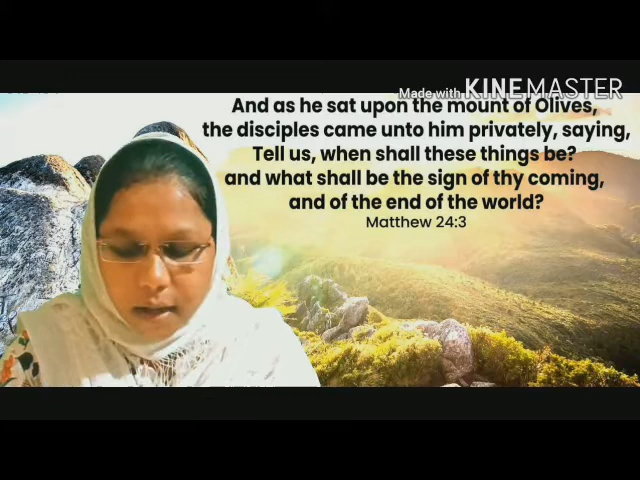 Made with KINEMASTER
And as he sat upon the mount of Olives,
the disciples came unto him privately, saying,
Tell us, when shall these things be?
and what shall be the sign of thy coming,
and of the end of the world?
Matthew 24:3